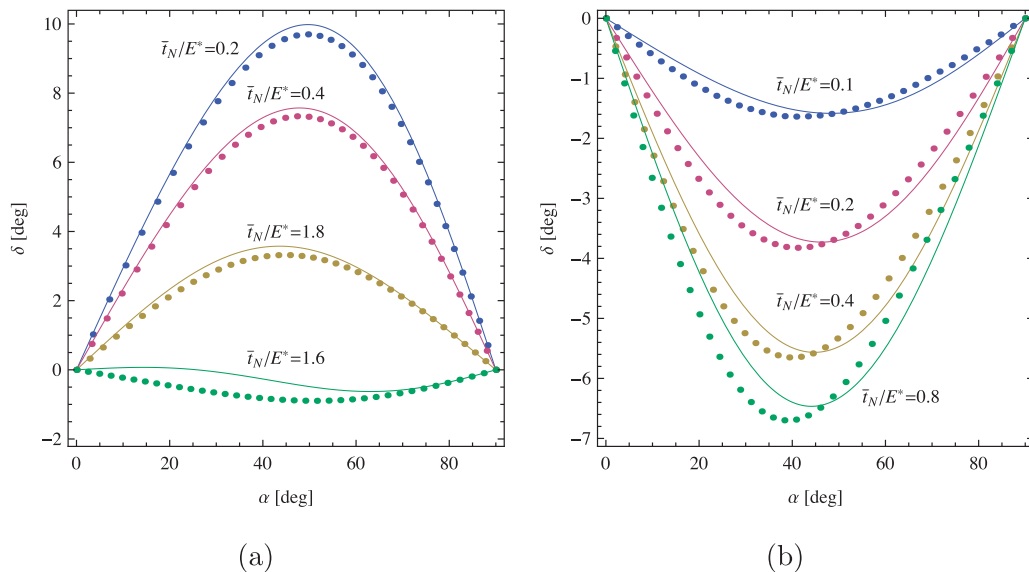 10
8
6
4
2
0
−2
δ [deg]
t̄_N/E*=0.2
t̄_N/E*=0.4
t̄_N/E*=1.8
t̄_N/E*=1.6
0 20 40 60 80
α [deg]
(a)
0
−1
−2
−3
−4
−5
−6
−7
δ [deg]
t̄_N/E*=0.1
t̄_N/E*=0.2
t̄_N/E*=0.4
t̄_N/E*=0.8
0 20 40 60 80
α [deg]
(b)